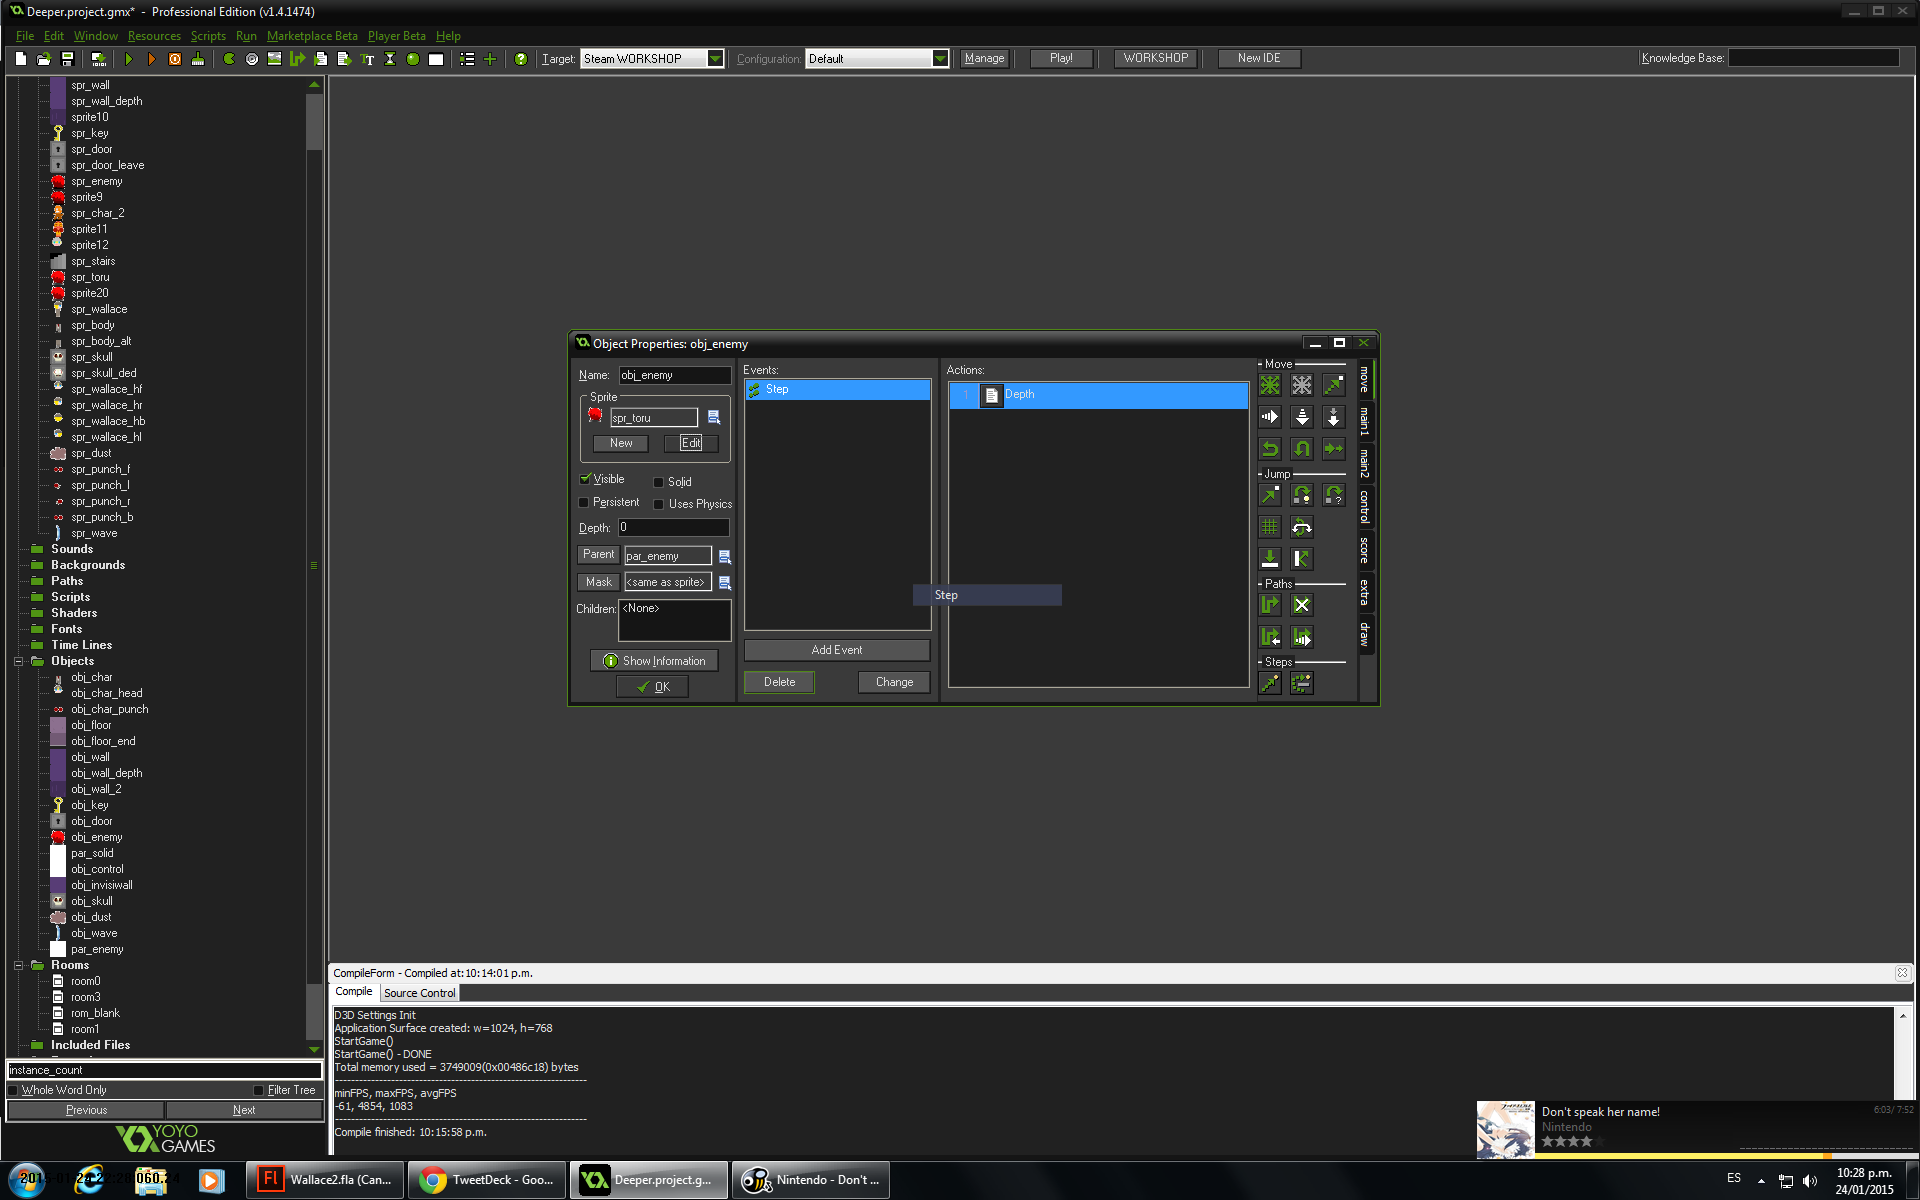 Deeper.project.gmx* - Professional Edition (v1.4.1474)
File Edit Window Resources Scripts Run Marketplace Beta Player Beta Help
Target: Steam WORKSHOP Configuration: Default Manage Play! WORKSHOP New IDE Knowledge Base:
spr_wall
spr_wall_depth
sprite10
spr_key
spr_door
spr_door_leave
spr_enemy
sprite9
spr_char_2
sprite11
sprite12
spr_stairs
spr_toru
sprite20
spr_wallace
spr_body
spr_body_alt
spr_skull
spr_skull_ded
spr_wallace_hf
spr_wallace_hr
spr_wallace_hb
spr_wallace_hl
spr_dust
spr_punch_f
spr_punch_l
spr_punch_r
spr_punch_b
spr_wave
Sounds
Backgrounds
Paths
Scripts
Shaders
Fonts
Time Lines
Objects
obj_char
obj_char_head
obj_char_punch
obj_floor
obj_floor_end
obj_wall
obj_wall_depth
obj_wall_2
obj_key
obj_door
obj_enemy
par_solid
obj_control
obj_invisiwall
obj_skull
obj_dust
obj_wave
par_enemy
Rooms
room0
room3
rom_blank
room1
Included Files
instance_count
Whole Word Only Filter Tree
Previous Next
YOYO
GAMES
Object Properties: obj_enemy
Name: obj_enemy
Sprite
spr_toru
New Edit
Visible Solid
Persistent Uses Physics
Depth: 0
Parent par_enemy
Mask <same as sprite>
Children: <None>
Show Information
OK
Events:
Step
Add Event
Delete Change
Actions:
1 Depth
Step
Move
Jump
Paths
Steps
move
main1
main2
control
score
extra
draw
CompileForm - Compiled at:10:14:01 p.m.
Compile Source Control
D3D Settings Init
Application Surface created: w=1024, h=768
StartGame()
StartGame() - DONE
Total memory used = 3749009(0x00486c18) bytes
minFPS, maxFPS, avgFPS
-61, 4854, 1083
Compile finished: 10:15:58 p.m.
Don't speak her name! 6:03/ 7:52
Nintendo
Wallace2.fla (Can...
TweetDeck - Goo...
Deeper.project.g...
Nintendo - Don't ...
ES
10:28 p.m.
24/01/2015